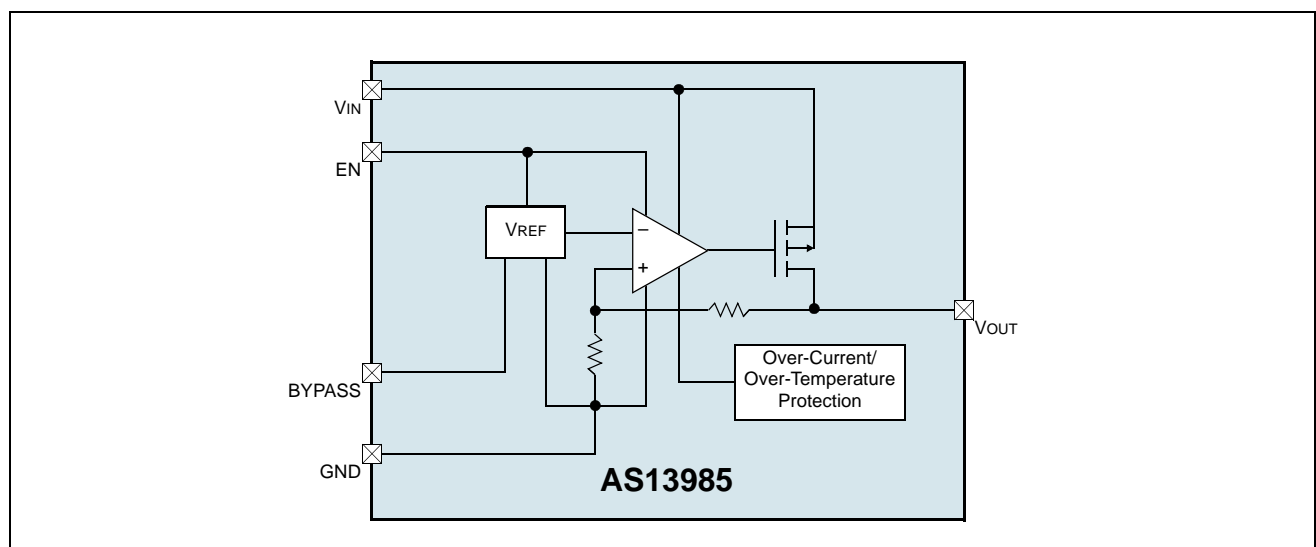 VIN
EN
VREF
−
+
VOUT
Over-Current/
Over-Temperature
Protection
BYPASS
GND
AS13985